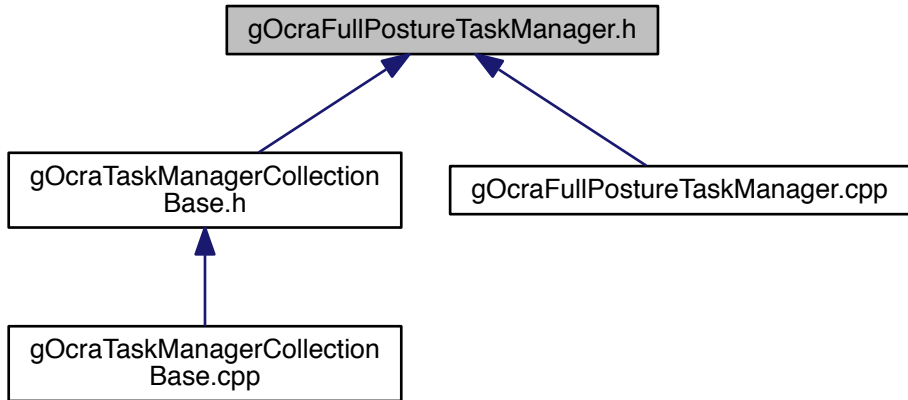 gOcraFullPostureTaskManager.h
gOcraTaskManagerCollection
Base.h
gOcraFullPostureTaskManager.cpp
gOcraTaskManagerCollection
Base.cpp